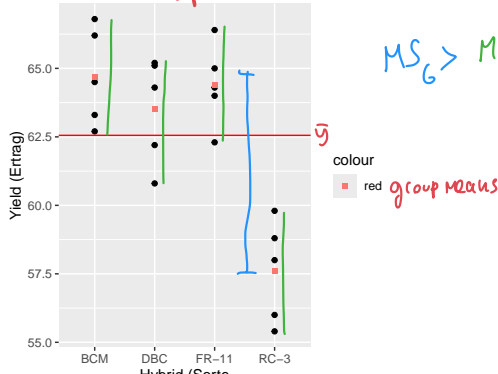 65.0
MS_G > M
62.5
ȳ
Yield (Ertrag)
colour
red group means
60.0
57.5
55.0
BCM DBC FR-11 RC-3
Hybrid (Sorte